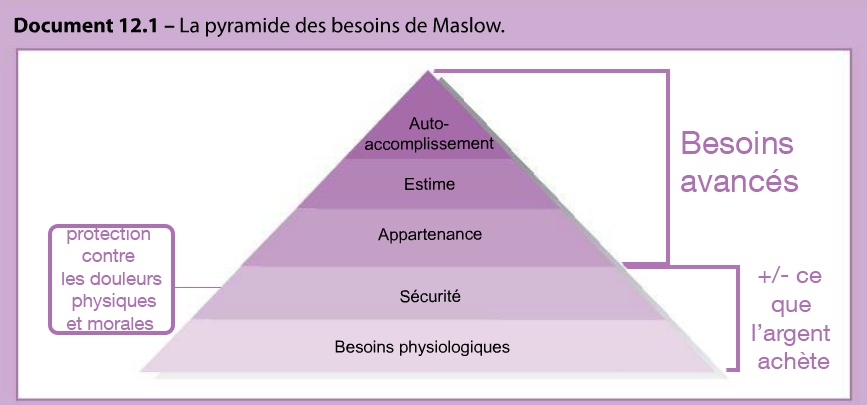 Document 12.1 – La pyramide des besoins de Maslow.
Auto-
accomplissement
Estime
Appartenance
Sécurité
Besoins physiologiques
Besoins
avancés
protection
contre
les douleurs
physiques
et morales
+/- ce
que
l’argent
achète